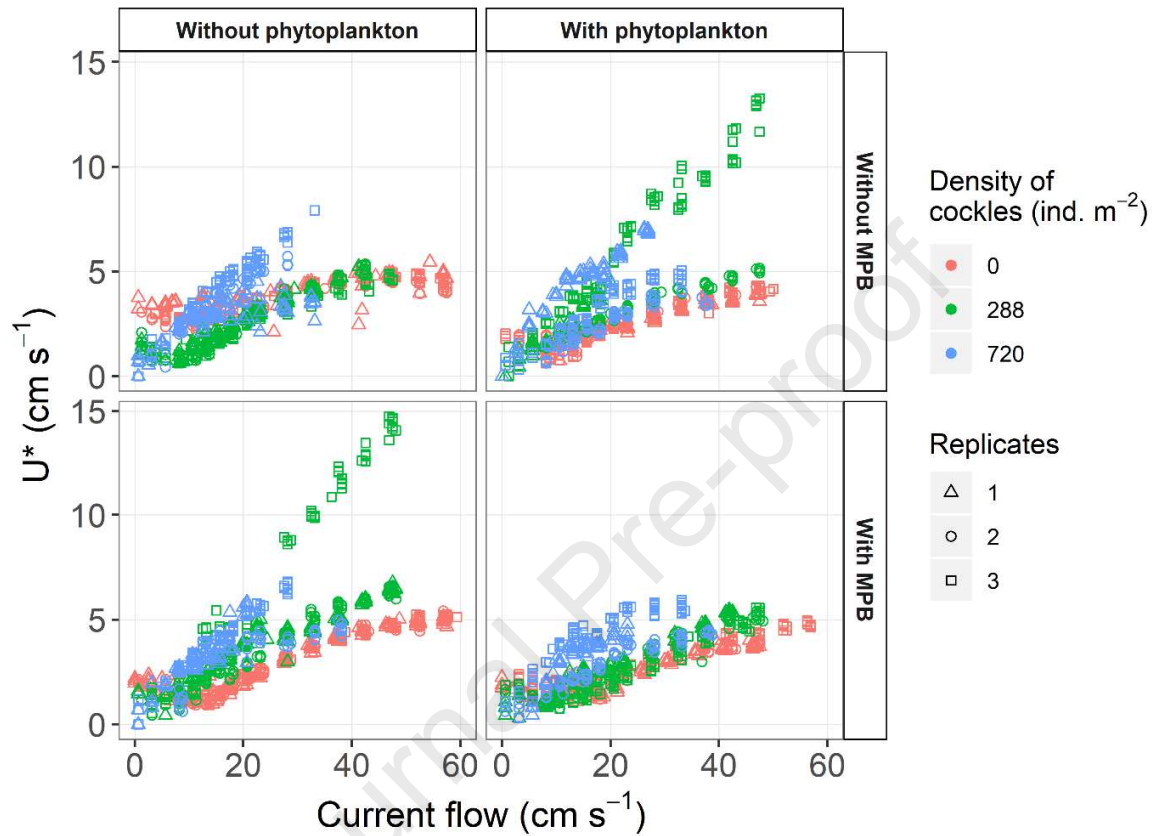 Without phytoplankton
With phytoplankton
15
10
5
0
Without MPB
15
10
5
0
With MPB
U* (cm s⁻¹)
0
20
40
60
0
20
40
60
Current flow (cm s⁻¹)
Density of
cockles (ind. m⁻²)
0
288
720
Replicates
1
2
3
urnal Pre-proof